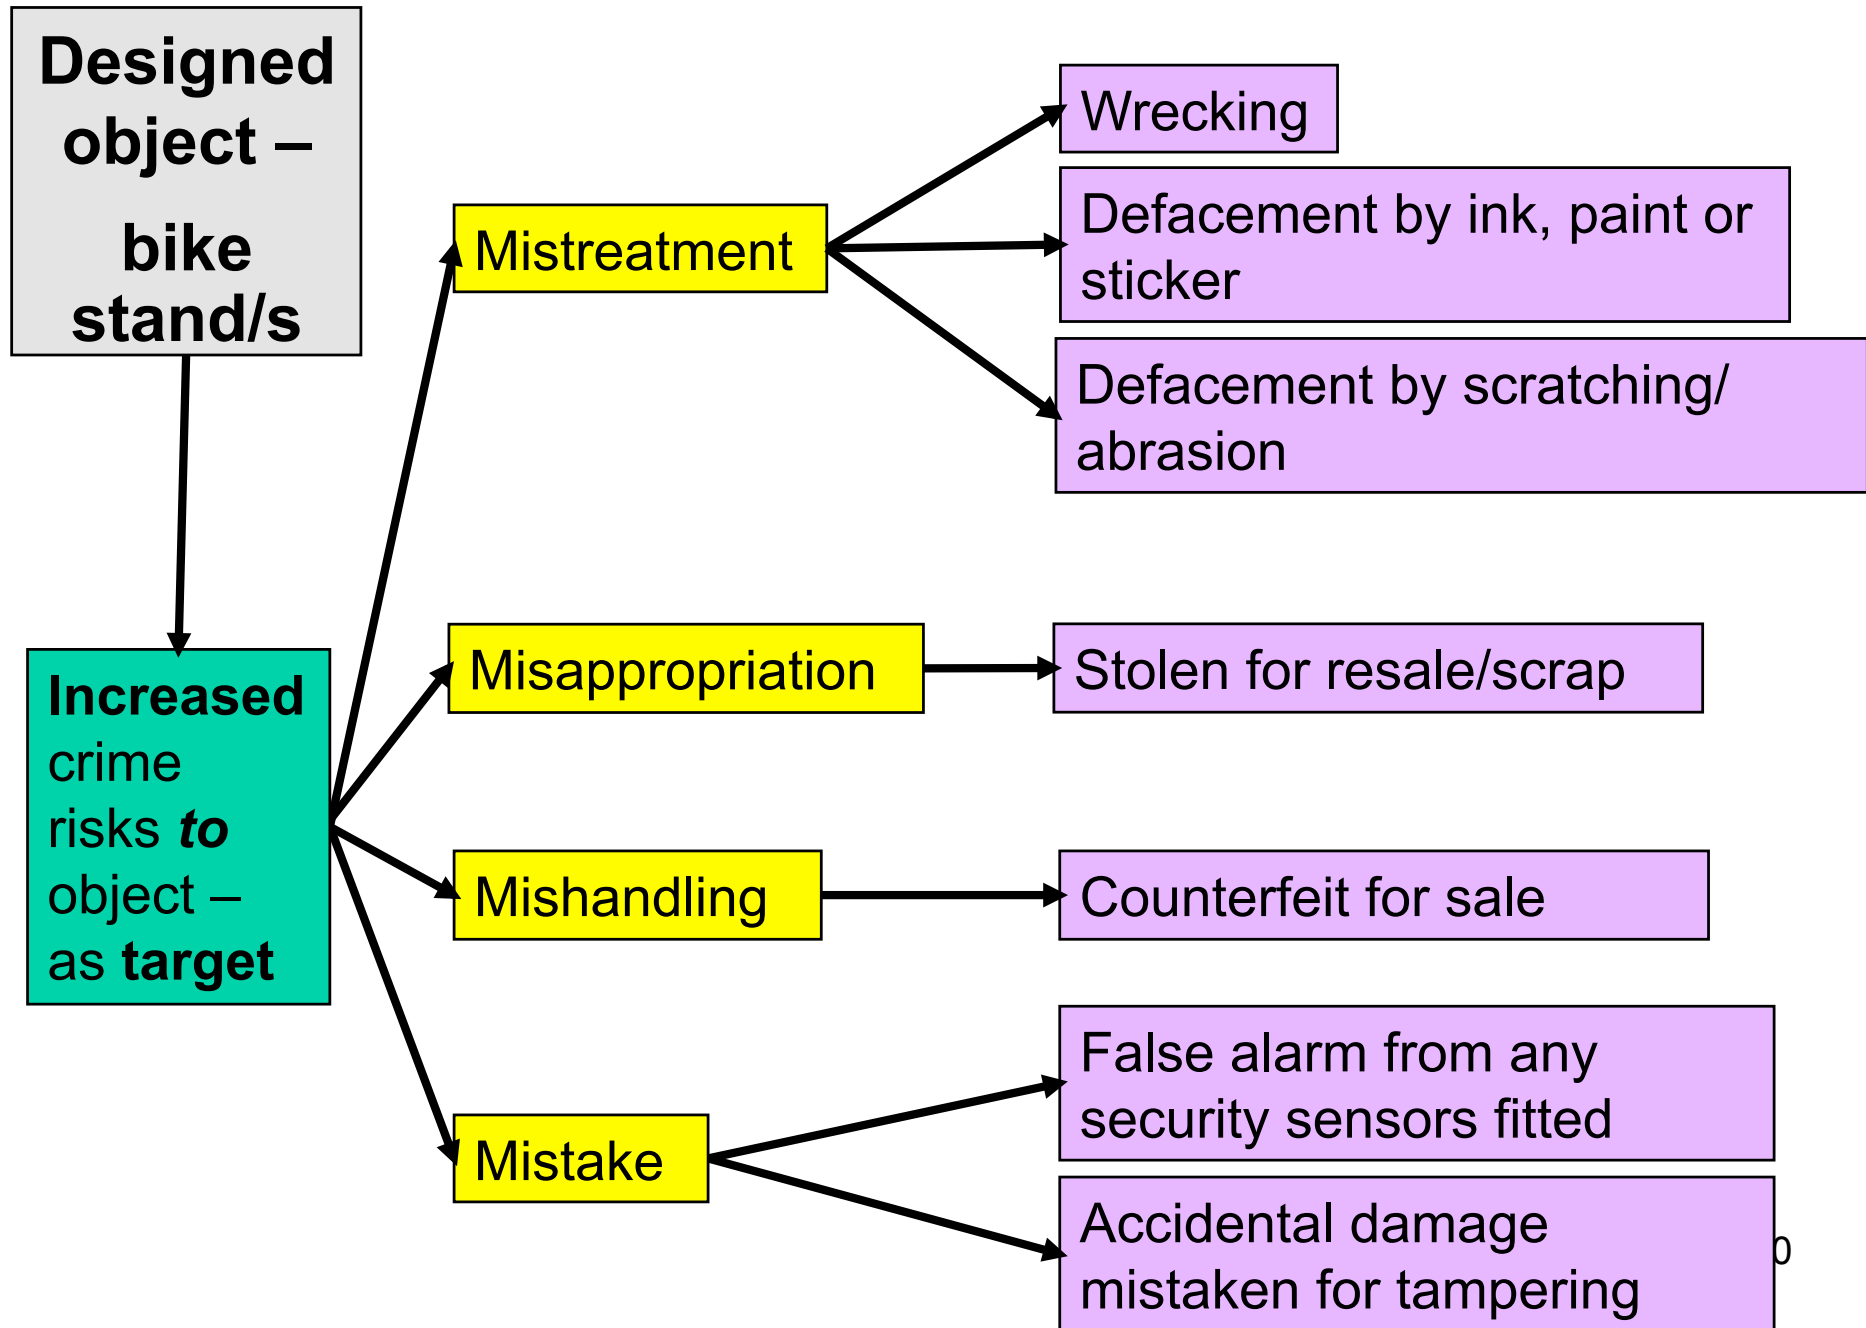 Designed
object –
bike
stand/s
Wrecking
Defacement by ink, paint or
sticker
Mistreatment
Defacement by scratching/
abrasion
Increased
crime
risks to
object –
as target
Misappropriation
Stolen for resale/scrap
Mishandling
Counterfeit for sale
Mistake
False alarm from any
security sensors fitted
Accidental damage
mistaken for tampering